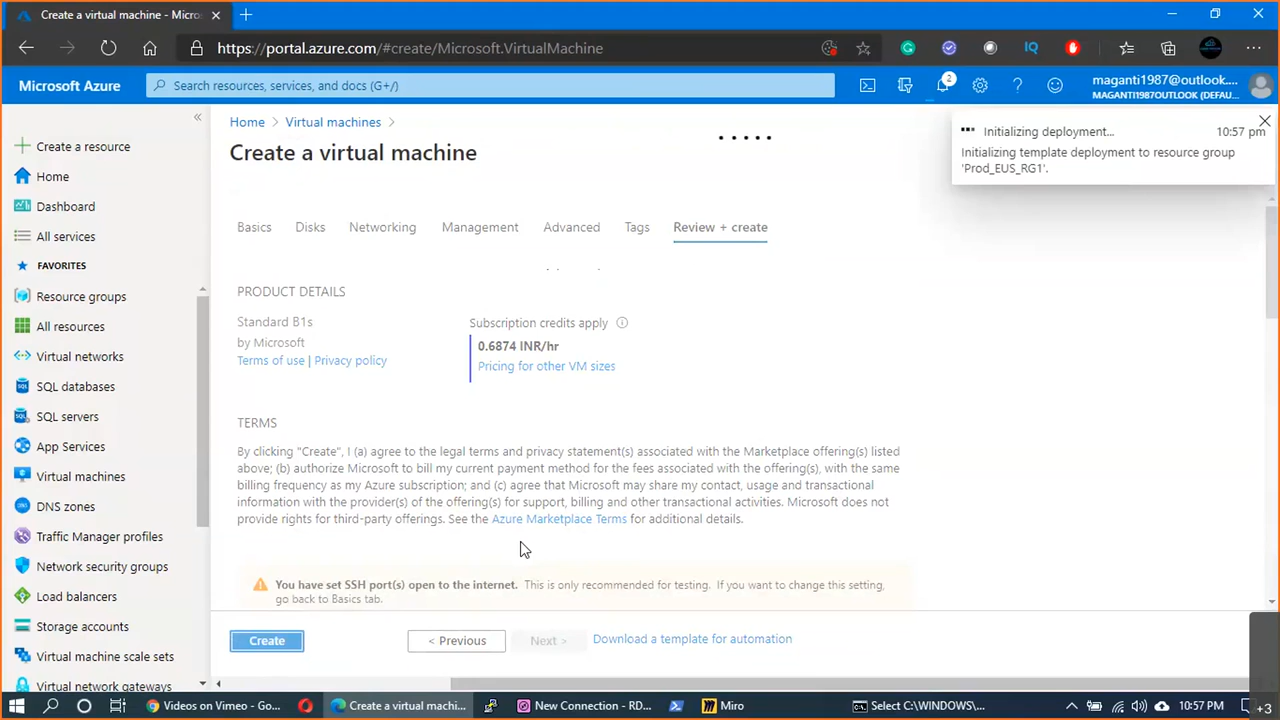 Create a virtual machine - Micro
https://portal.azure.com/#create/Microsoft.VirtualMachine
IQ
Microsoft Azure
Search resources, services, and docs (G+/)
2
maganti1987@outlook....
MAGANTI1987OUTLOOK (DEFAU...
Home
Virtual machines
Create a virtual machine
Initializing deployment...
10:57 pm
Initializing template deployment to resource group
'Prod_EUS_RG1'.
Create a resource
Home
Dashboard
All services
FAVORITES
Resource groups
All resources
Virtual networks
SQL databases
SQL servers
App Services
Virtual machines
DNS zones
Traffic Manager profiles
Network security groups
Load balancers
Storage accounts
Virtual machine scale sets
Virtual network gateways
Basics
Disks
Networking
Management
Advanced
Tags
Review + create
PRODUCT DETAILS
Standard B1s
by Microsoft
Terms of use | Privacy policy
Subscription credits apply
0.6874 INR/hr
Pricing for other VM sizes
TERMS
By clicking "Create", I (a) agree to the legal terms and privacy statement(s) associated with the Marketplace offering(s) listed
above; (b) authorize Microsoft to bill my current payment method for the fees associated with the offering(s), with the same
billing frequency as my Azure subscription; and (c) agree that Microsoft may share my contact, usage and transactional
information with the provider(s) of the offering(s) for support, billing and other transactional activities. Microsoft does not
provide rights for third-party offerings. See the Azure Marketplace Terms for additional details.
You have set SSH port(s) open to the internet. This is only recommended for testing. If you want to change this setting,
go back to Basics tab.
Create
< Previous
Next >
Download a template for automation
Videos on Vimeo - Go...
Create a virtual mac...
New Connection - RD...
Miro
Select C:\WINDOWS\...
10:57 PM
+3